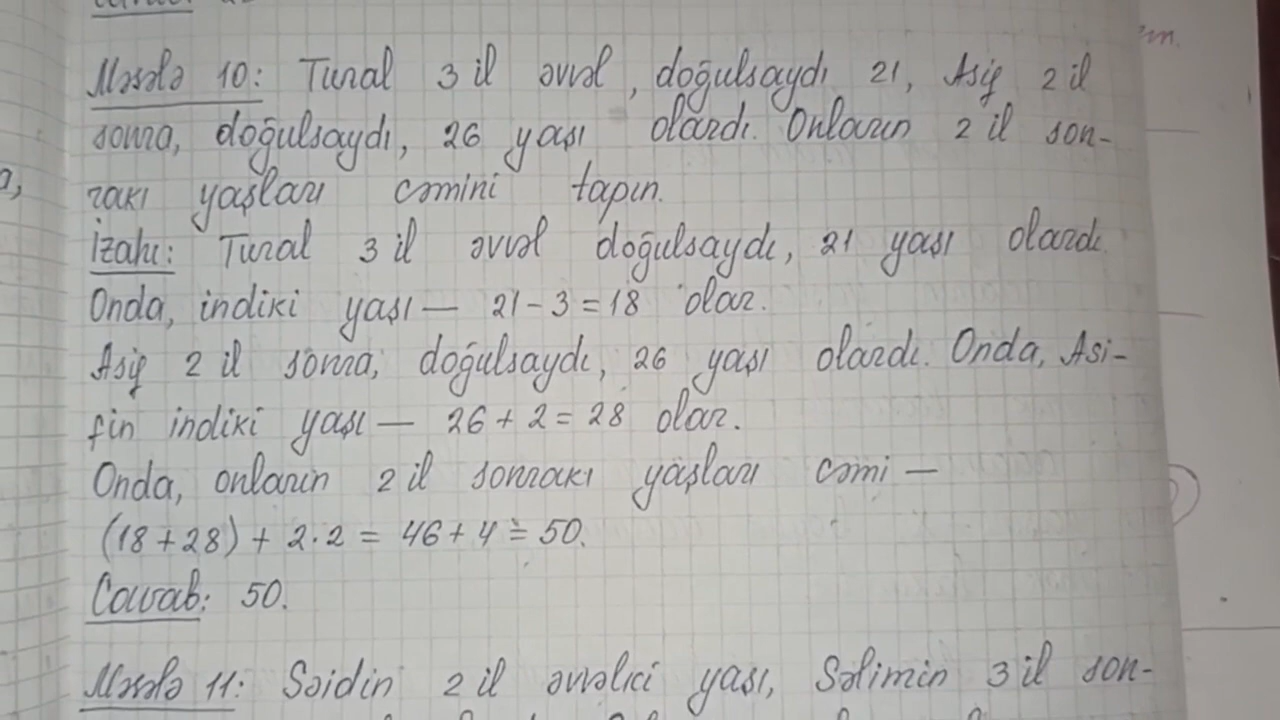 Məsələ 10: Tural 3 il əvvəl, doğulsaydı 21, Asif 2 il
sonra, doğulsaydı, 26 yaşı olardı. Onların 2 il son-
rakı yaşları cəmini tapın.
İzahı: Tural 3 il əvvəl doğulsaydı, 21 yaşı olardı.
Onda, indiki yaşı — 21 - 3 = 18 olar.
Asif 2 il sonra, doğulsaydı, 26 yaşı olardı. Onda, Asi-
fin indiki yaşı — 26 + 2 = 28 olar.
Onda, onların 2 il sonrakı yaşları cəmi —
(18 + 28) + 2 · 2 = 46 + 4 = 50.
Cavab: 50.
Məsələ 11: Səidin 2 il əvvəlki yaşı, Səlimin 3 il son-